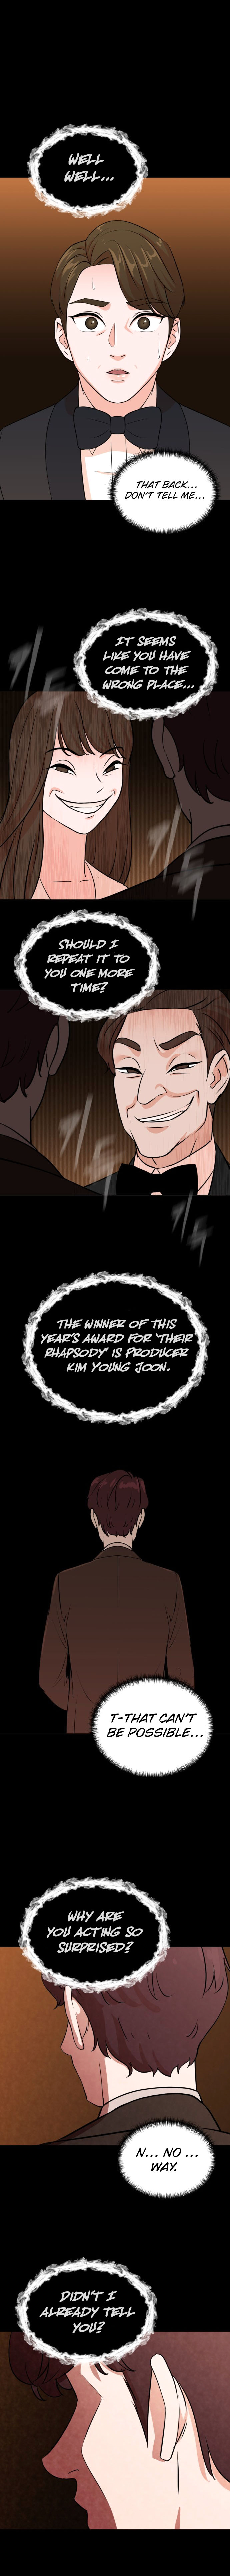 WELL
WELL...
THAT BACK...
DON'T TELL ME...
IT SEEMS
LIKE YOU HAVE
COME TO THE
WRONG PLACE...
SHOULD I
REPEAT IT TO
YOU ONE MORE
TIME?
THE WINNER OF THIS
YEAR'S AWARD FOR 'THEIR
RHAPSODY' IS PRODUCER
KIM YOUNG JOON.
T-THAT CAN'T
BE POSSIBLE...
WHY ARE
YOU ACTING SO
SURPRISED?
N... NO ...
WAY.
DIDN'T I
ALREADY TELL
YOU?